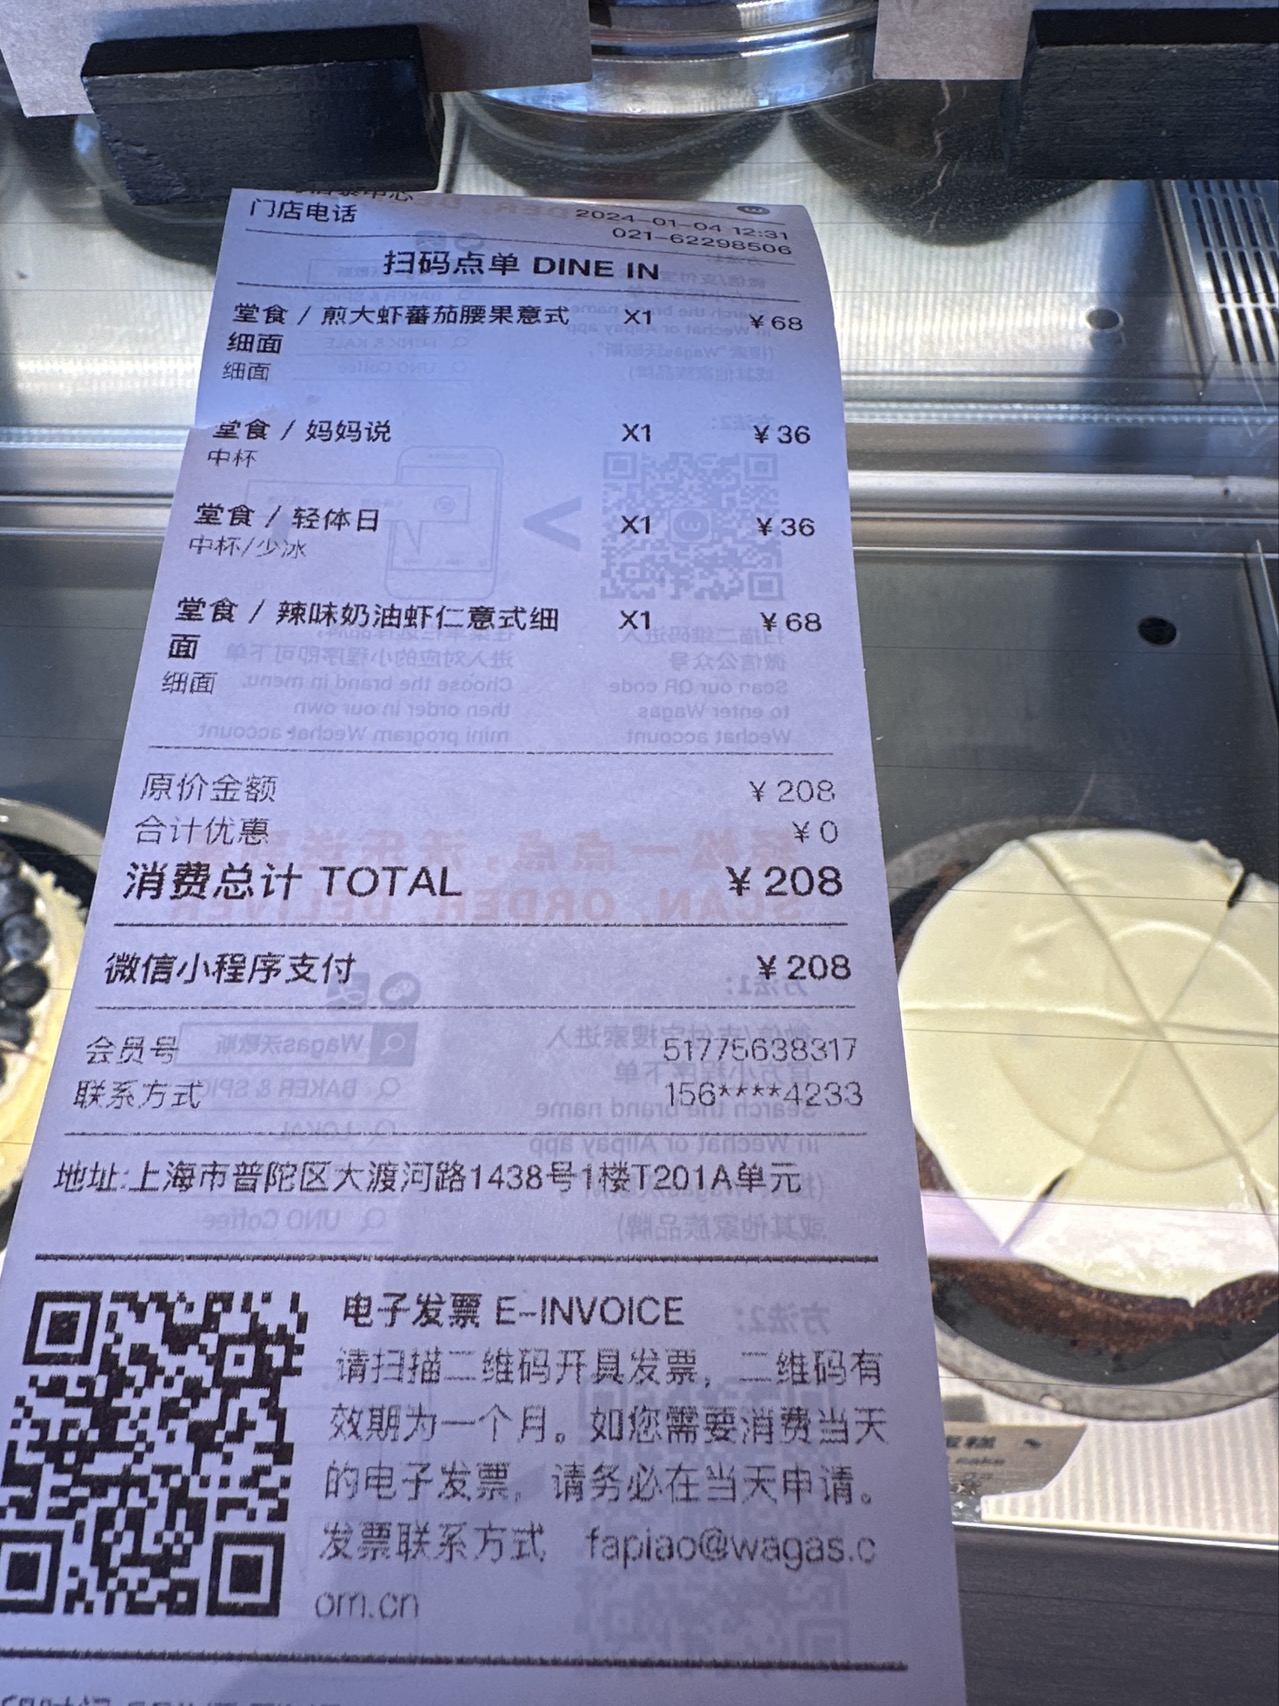 门店电话
2024-01-04 12:31
021-62298506
扫码点单 DINE IN
堂食 / 煎大虾蕃茄腰果意式 X1 ¥68
细面
细面
堂食 / 妈妈说 X1 ¥36
中杯
堂食 / 轻体日 X1 ¥36
中杯/少冰
堂食 / 辣味奶油虾仁意式细 X1 ¥68
面
细面
原价金额 ¥208
合计优惠 ¥0
消费总计 TOTAL ¥208
微信小程序支付 ¥208
会员号 51775638317
联系方式 156****4233
地址:上海市普陀区大渡河路1438号1楼T201A单元
电子发票 E-INVOICE
请扫描二维码开具发票，二维码有
效期为一个月。如您需要消费当天
的电子发票，请务必在当天申请。
发票联系方式 fapiao@wagas.c
om.cn